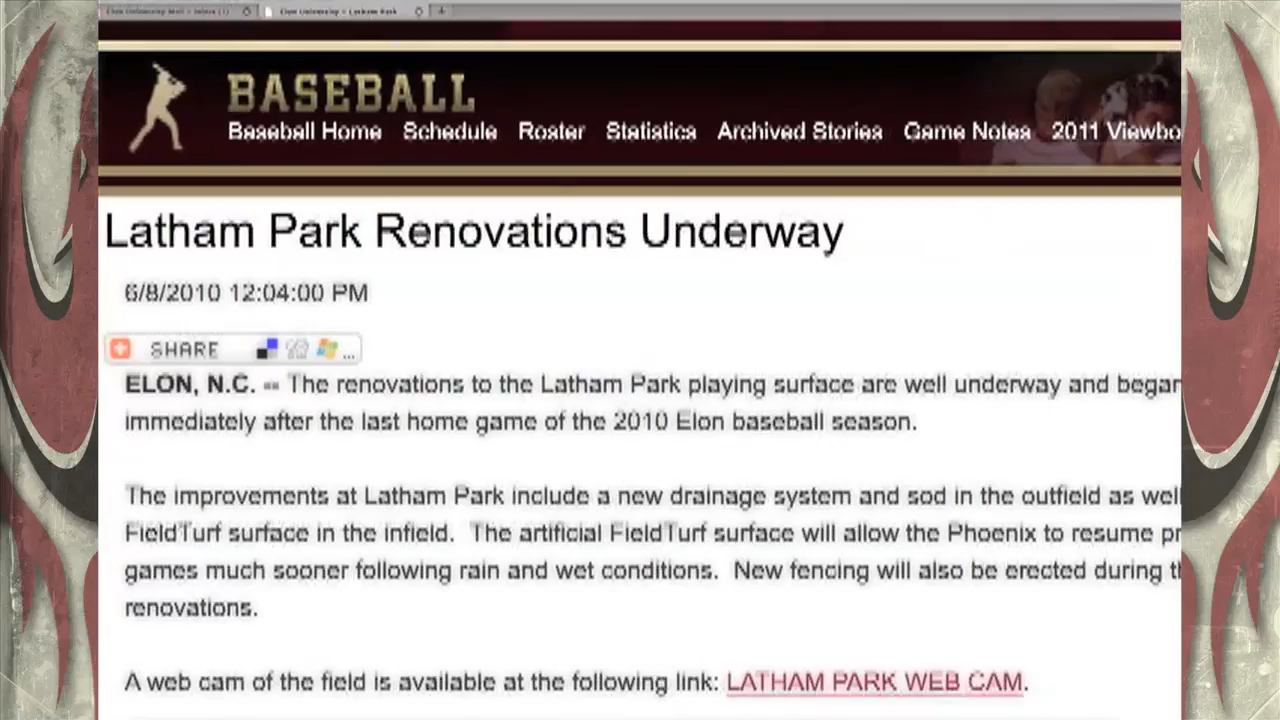 Elon University » Latham Park
BASEBALL
Baseball Home Schedule Roster Statistics Archived Stories Game Notes 2011 Viewbo
Latham Park Renovations Underway
6/8/2010 12:04:00 PM
SHARE ...
ELON, N.C. -- The renovations to the Latham Park playing surface are well underway and began
immediately after the last home game of the 2010 Elon baseball season.
The improvements at Latham Park include a new drainage system and sod in the outfield as well
FieldTurf surface in the infield. The artificial FieldTurf surface will allow the Phoenix to resume pr
games much sooner following rain and wet conditions. New fencing will also be erected during th
renovations.
A web cam of the field is available at the following link: LATHAM PARK WEB CAM.